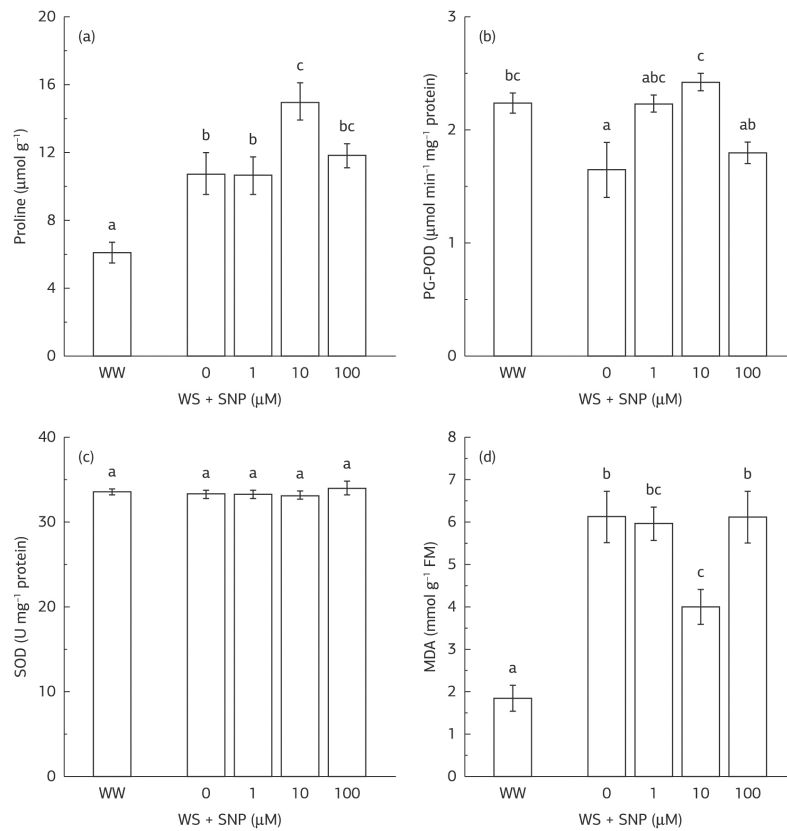 (a)
Proline (μmol g⁻¹)
20
16
12
8
4
0
a
b
b
c
bc
WW
0
1
10
100
WS + SNP (μM)
(b)
PG-POD (μmol min⁻¹ mg⁻¹ protein)
3
2
1
0
bc
a
abc
c
ab
WW
0
1
10
100
WS + SNP (μM)
(c)
SOD (U mg⁻¹ protein)
40
33
22
11
0
a
a
a
a
a
WW
0
1
10
100
WS + SNP (μM)
(d)
MDA (mmol g⁻¹ FM)
8
7
6
5
4
3
2
1
0
a
b
bc
c
b
WW
0
1
10
100
WS + SNP (μM)